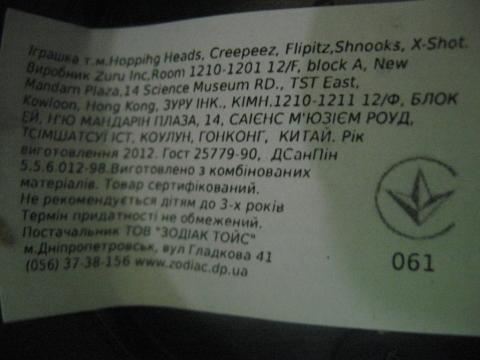 Іграшка т.м.Hoppihg Heads, Creepeez, Flipitz,Shnooks, X-Shot.
Виробник Zuru Inc,Room 1210-1201 12/F, block A, New
Mandarn Plaza,14 Science Museum RD., TST East,
Kowloon, Hong Kong, ЗУРУ ІНК., КІМН.1210-1211 12/Ф, БЛОК
ЕЙ, Н'Ю МАНДАРІН ПЛАЗА, 14, САІЄНС М'ЮЗІЄМ РОУД,
ТСІМШАТСУЇ ІСТ, КОУЛУН, ГОНКОНГ, КИТАЙ. Рік
виготовлення 2012. Гост 25779-90, ДСанПін
5.5.6.012-98.Виготовлено з комбінованих
матеріалів. Товар сертифікований.
Не рекомендується дітям до 3-х років
Термін придатності не обмежений.
Постачальник ТОВ "ЗОДІАК ТОЙС"
м.Дніпропетровськ, вул Гладкова 41
(056) 37-38-156 www.zodiac.dp.ua
061